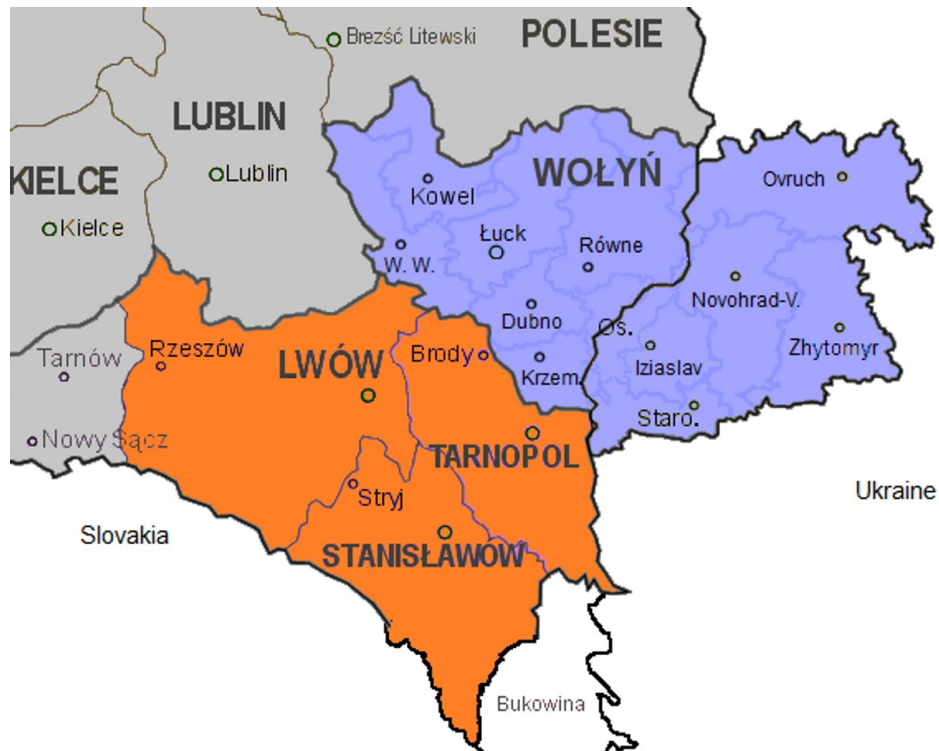 Brezść Litewski
POLESIE
LUBLIN
Lublin
KIELCE
Kielce
WOŁYŃ
Kowel
Łuck
Równe
W. W.
Dubno
Os.
Krzem.
Ovruch
Novohrad-V.
Zhytomyr
Iziaslav
Staro.
Tarnów
Rzeszów
LWÓW
Brody
Nowy Sącz
TARNOPOL
Stryj
STANISŁAWÓW
Slovakia
Ukraine
Bukowina